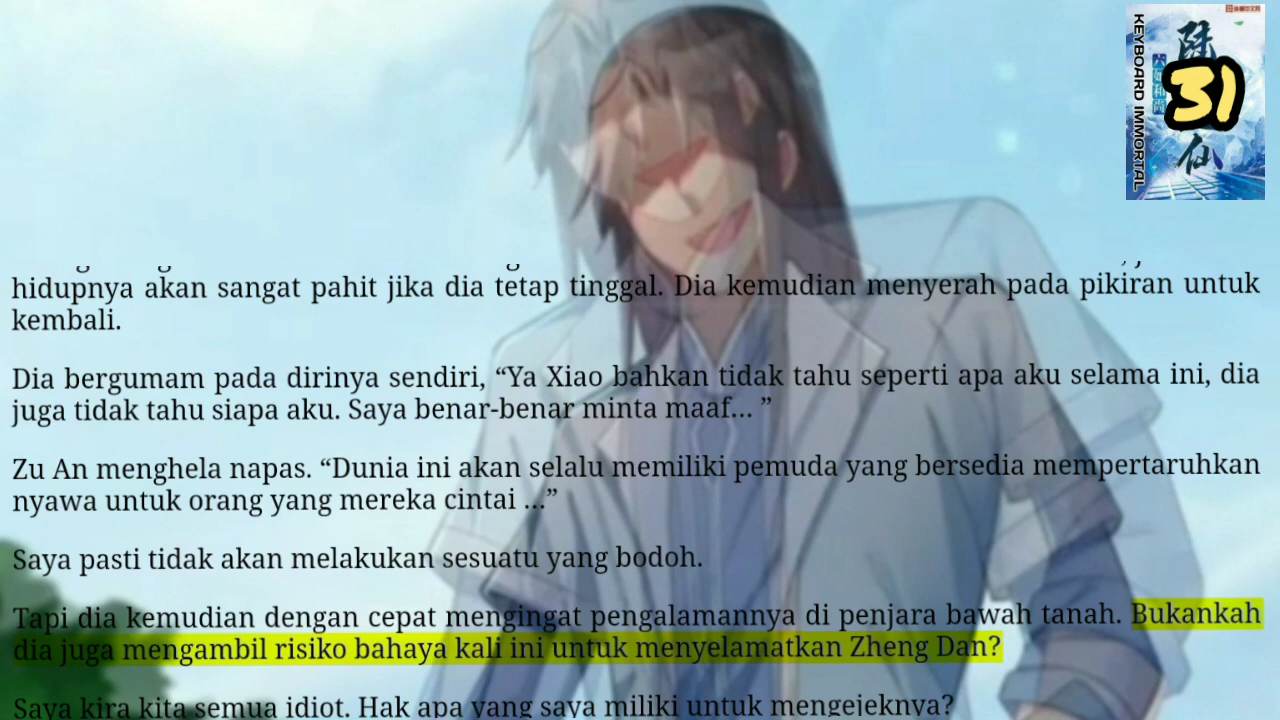 KEYBOARD IMMORTAL
陆
仙
31
hidupnya akan sangat pahit jika dia tetap tinggal. Dia kemudian menyerah pada pikiran untuk
kembali.
Dia bergumam pada dirinya sendiri, “Ya Xiao bahkan tidak tahu seperti apa aku selama ini, dia
juga tidak tahu siapa aku. Saya benar-benar minta maaf... ”
Zu An menghela napas. “Dunia ini akan selalu memiliki pemuda yang bersedia mempertaruhkan
nyawa untuk orang yang mereka cintai ...”
Saya pasti tidak akan melakukan sesuatu yang bodoh.
Tapi dia kemudian dengan cepat mengingat pengalamannya di penjara bawah tanah. Bukankah
dia juga mengambil risiko bahaya kali ini untuk menyelamatkan Zheng Dan?
Saya kira kita semua idiot. Hak apa yang saya miliki untuk mengejeknya?